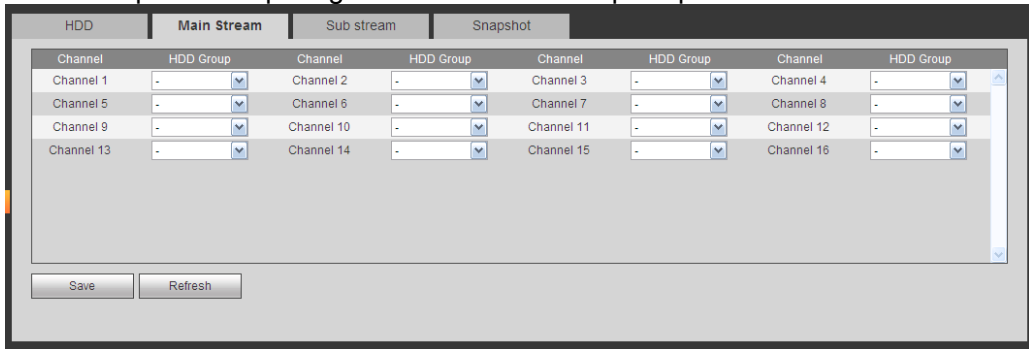 HDD Main Stream Sub stream Snapshot
Channel HDD Group Channel HDD Group Channel HDD Group Channel HDD Group
Channel 1 - Channel 2 - Channel 3 - Channel 4 -
Channel 5 - Channel 6 - Channel 7 - Channel 8 -
Channel 9 - Channel 10 - Channel 11 - Channel 12 -
Channel 13 - Channel 14 - Channel 15 - Channel 16 -
Save Refresh